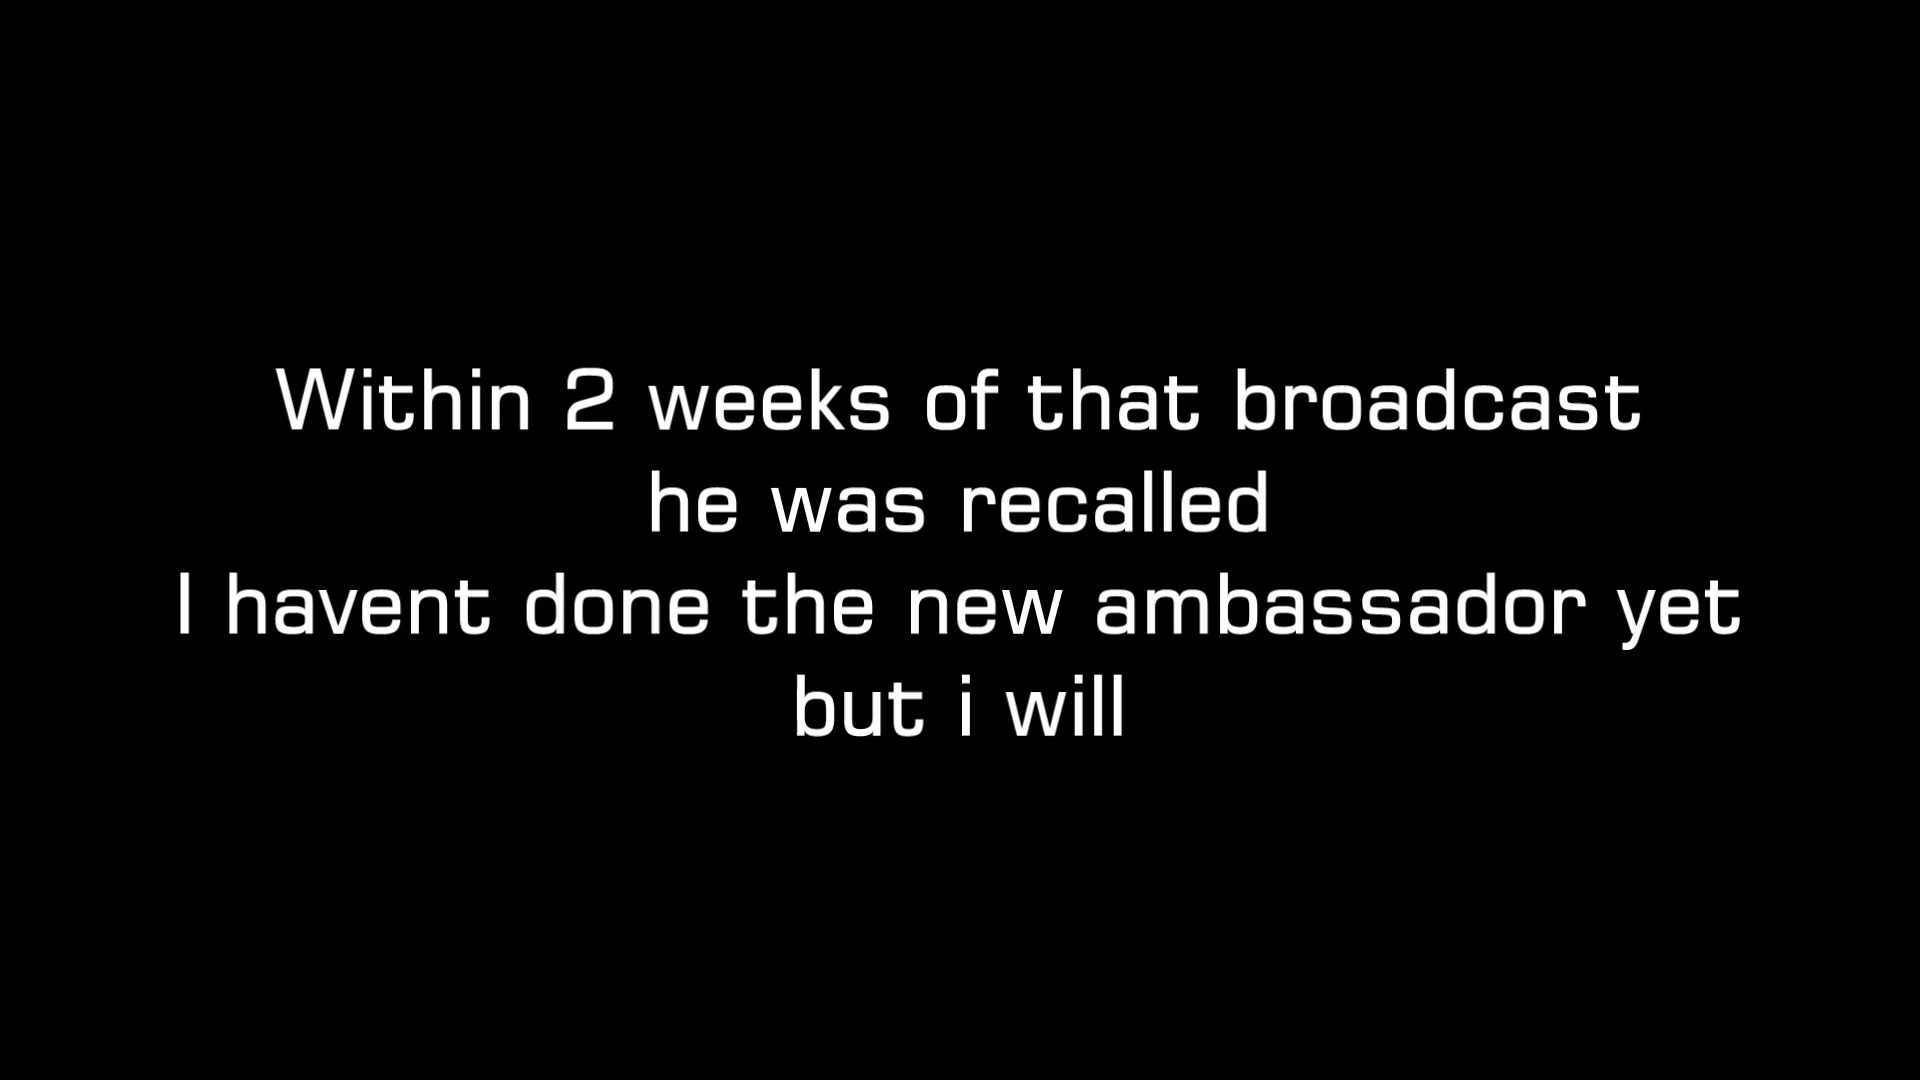 Within 2 weeks of that broadcast
he was recalled
I havent done the new ambassador yet
but i will